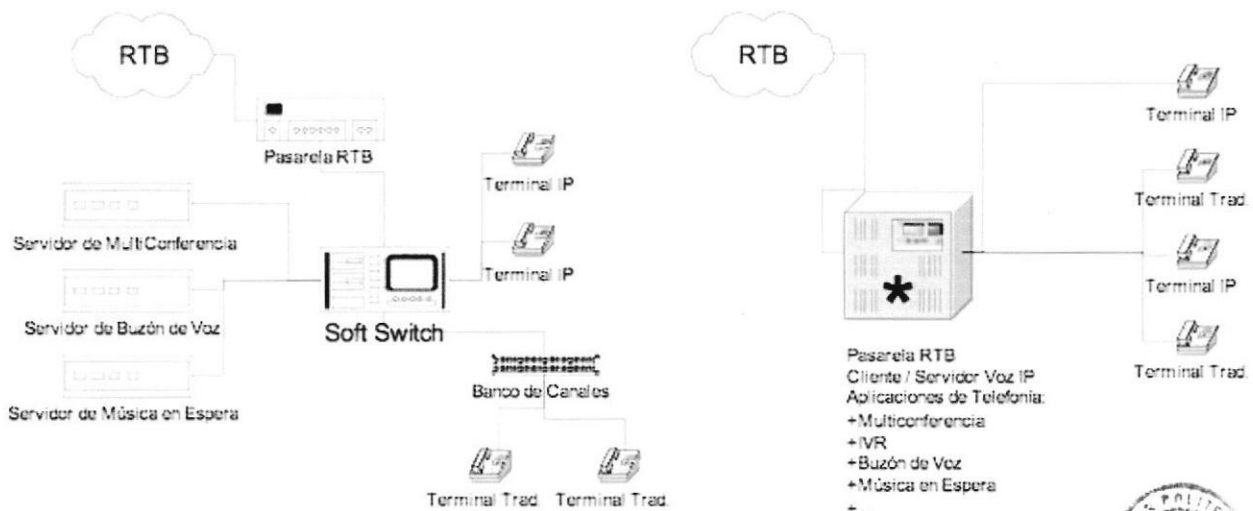 RTB
Pasarela RTB
Terminal IP
Terminal IP
Servidor de MultiConferencia
Servidor de Buzón de Voz
Servidor de Música en Espera
Soft Switch
Banco de Canales
Terminal Trad.
Terminal Trad.
RTB
Terminal IP
Terminal Trad.
Terminal IP
Terminal Trad.
*
Pasarela RTB
Cliente / Servidor Voz IP
Aplicaciones de Telefonía:
+Multiconferencia
+IVR
+Buzón de Voz
+Música en Espera
+...
POLIT